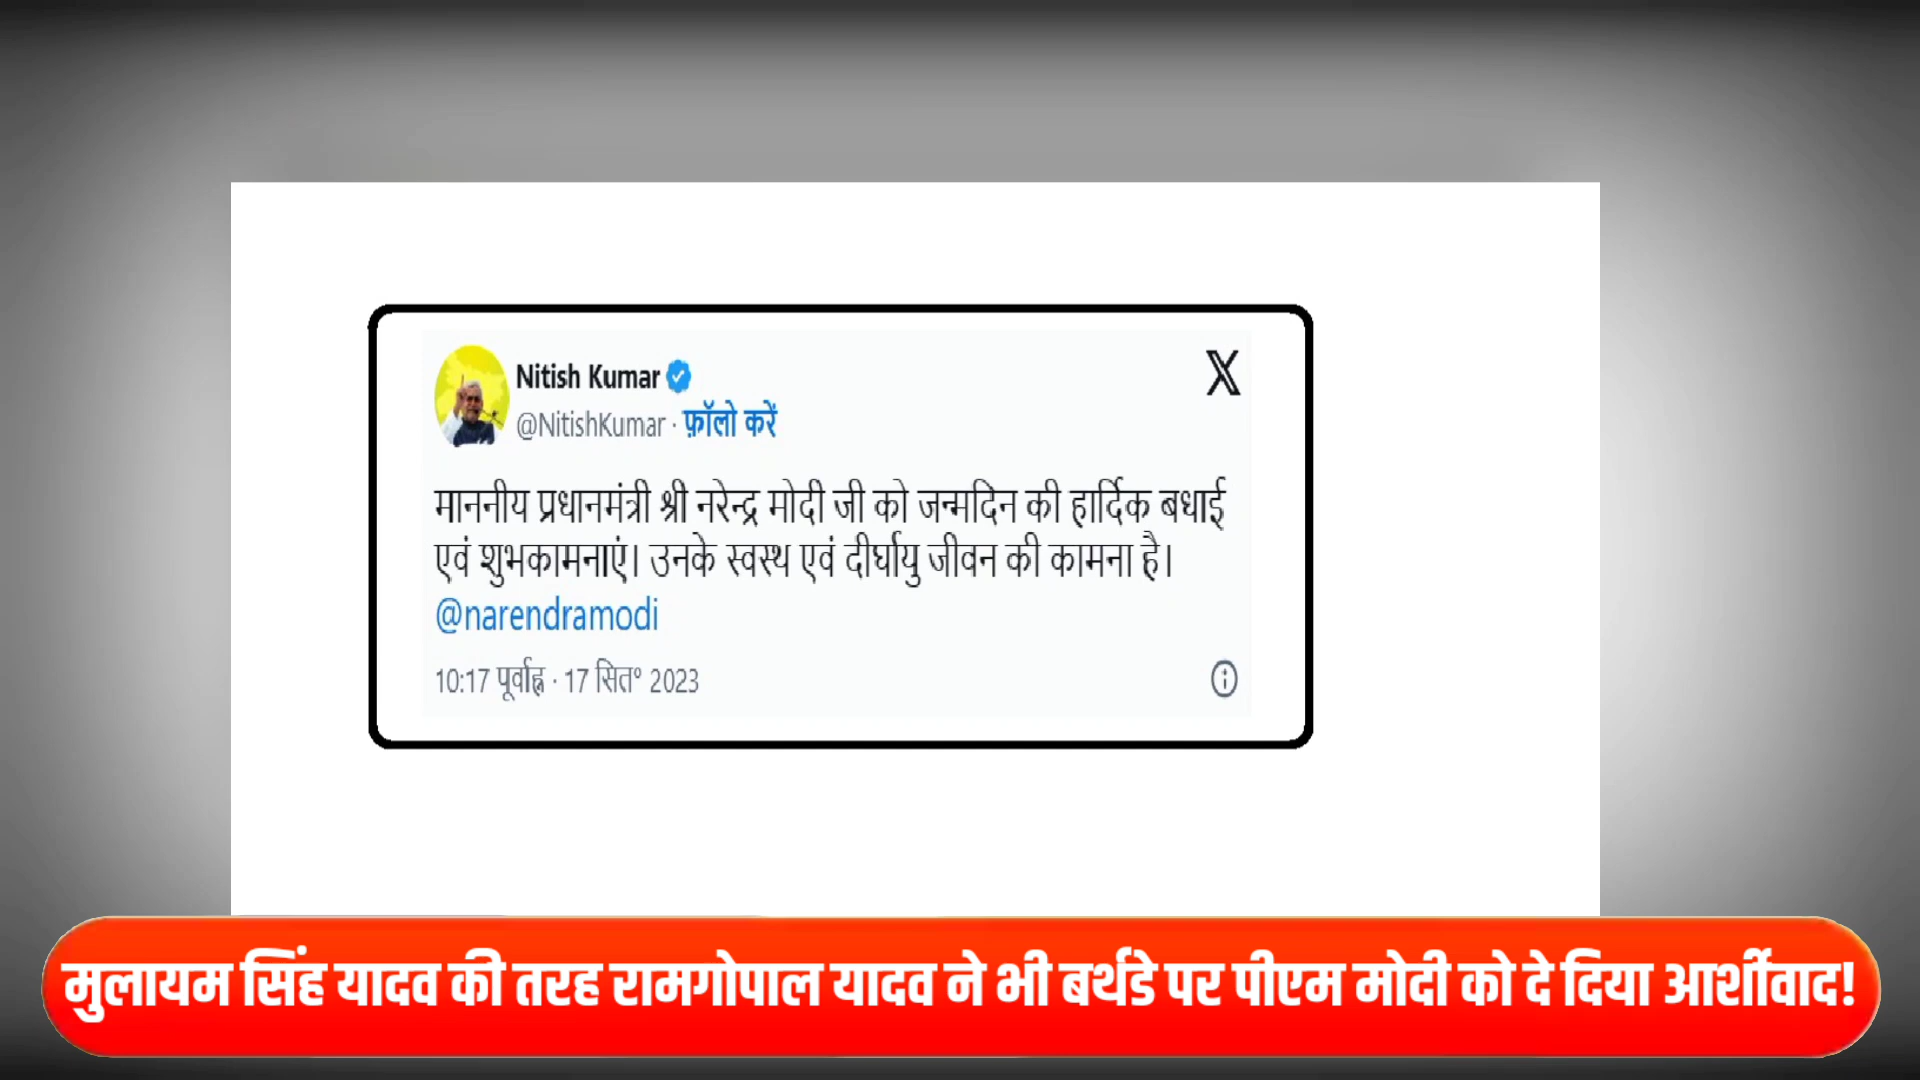 Nitish Kumar
@NitishKumar · फ़ॉलो करें
माननीय प्रधानमंत्री श्री नरेन्द्र मोदी जी को जन्मदिन की हार्दिक बधाई
एवं शुभकामनाएं। उनके स्वस्थ एवं दीर्घायु जीवन की कामना है।
@narendramodi
10:17 पूर्वाह्न · 17 सित॰ 2023
मुलायम सिंह यादव की तरह रामगोपाल यादव ने भी बर्थडे पर पीएम मोदी को दे दिया आर्शीवाद!